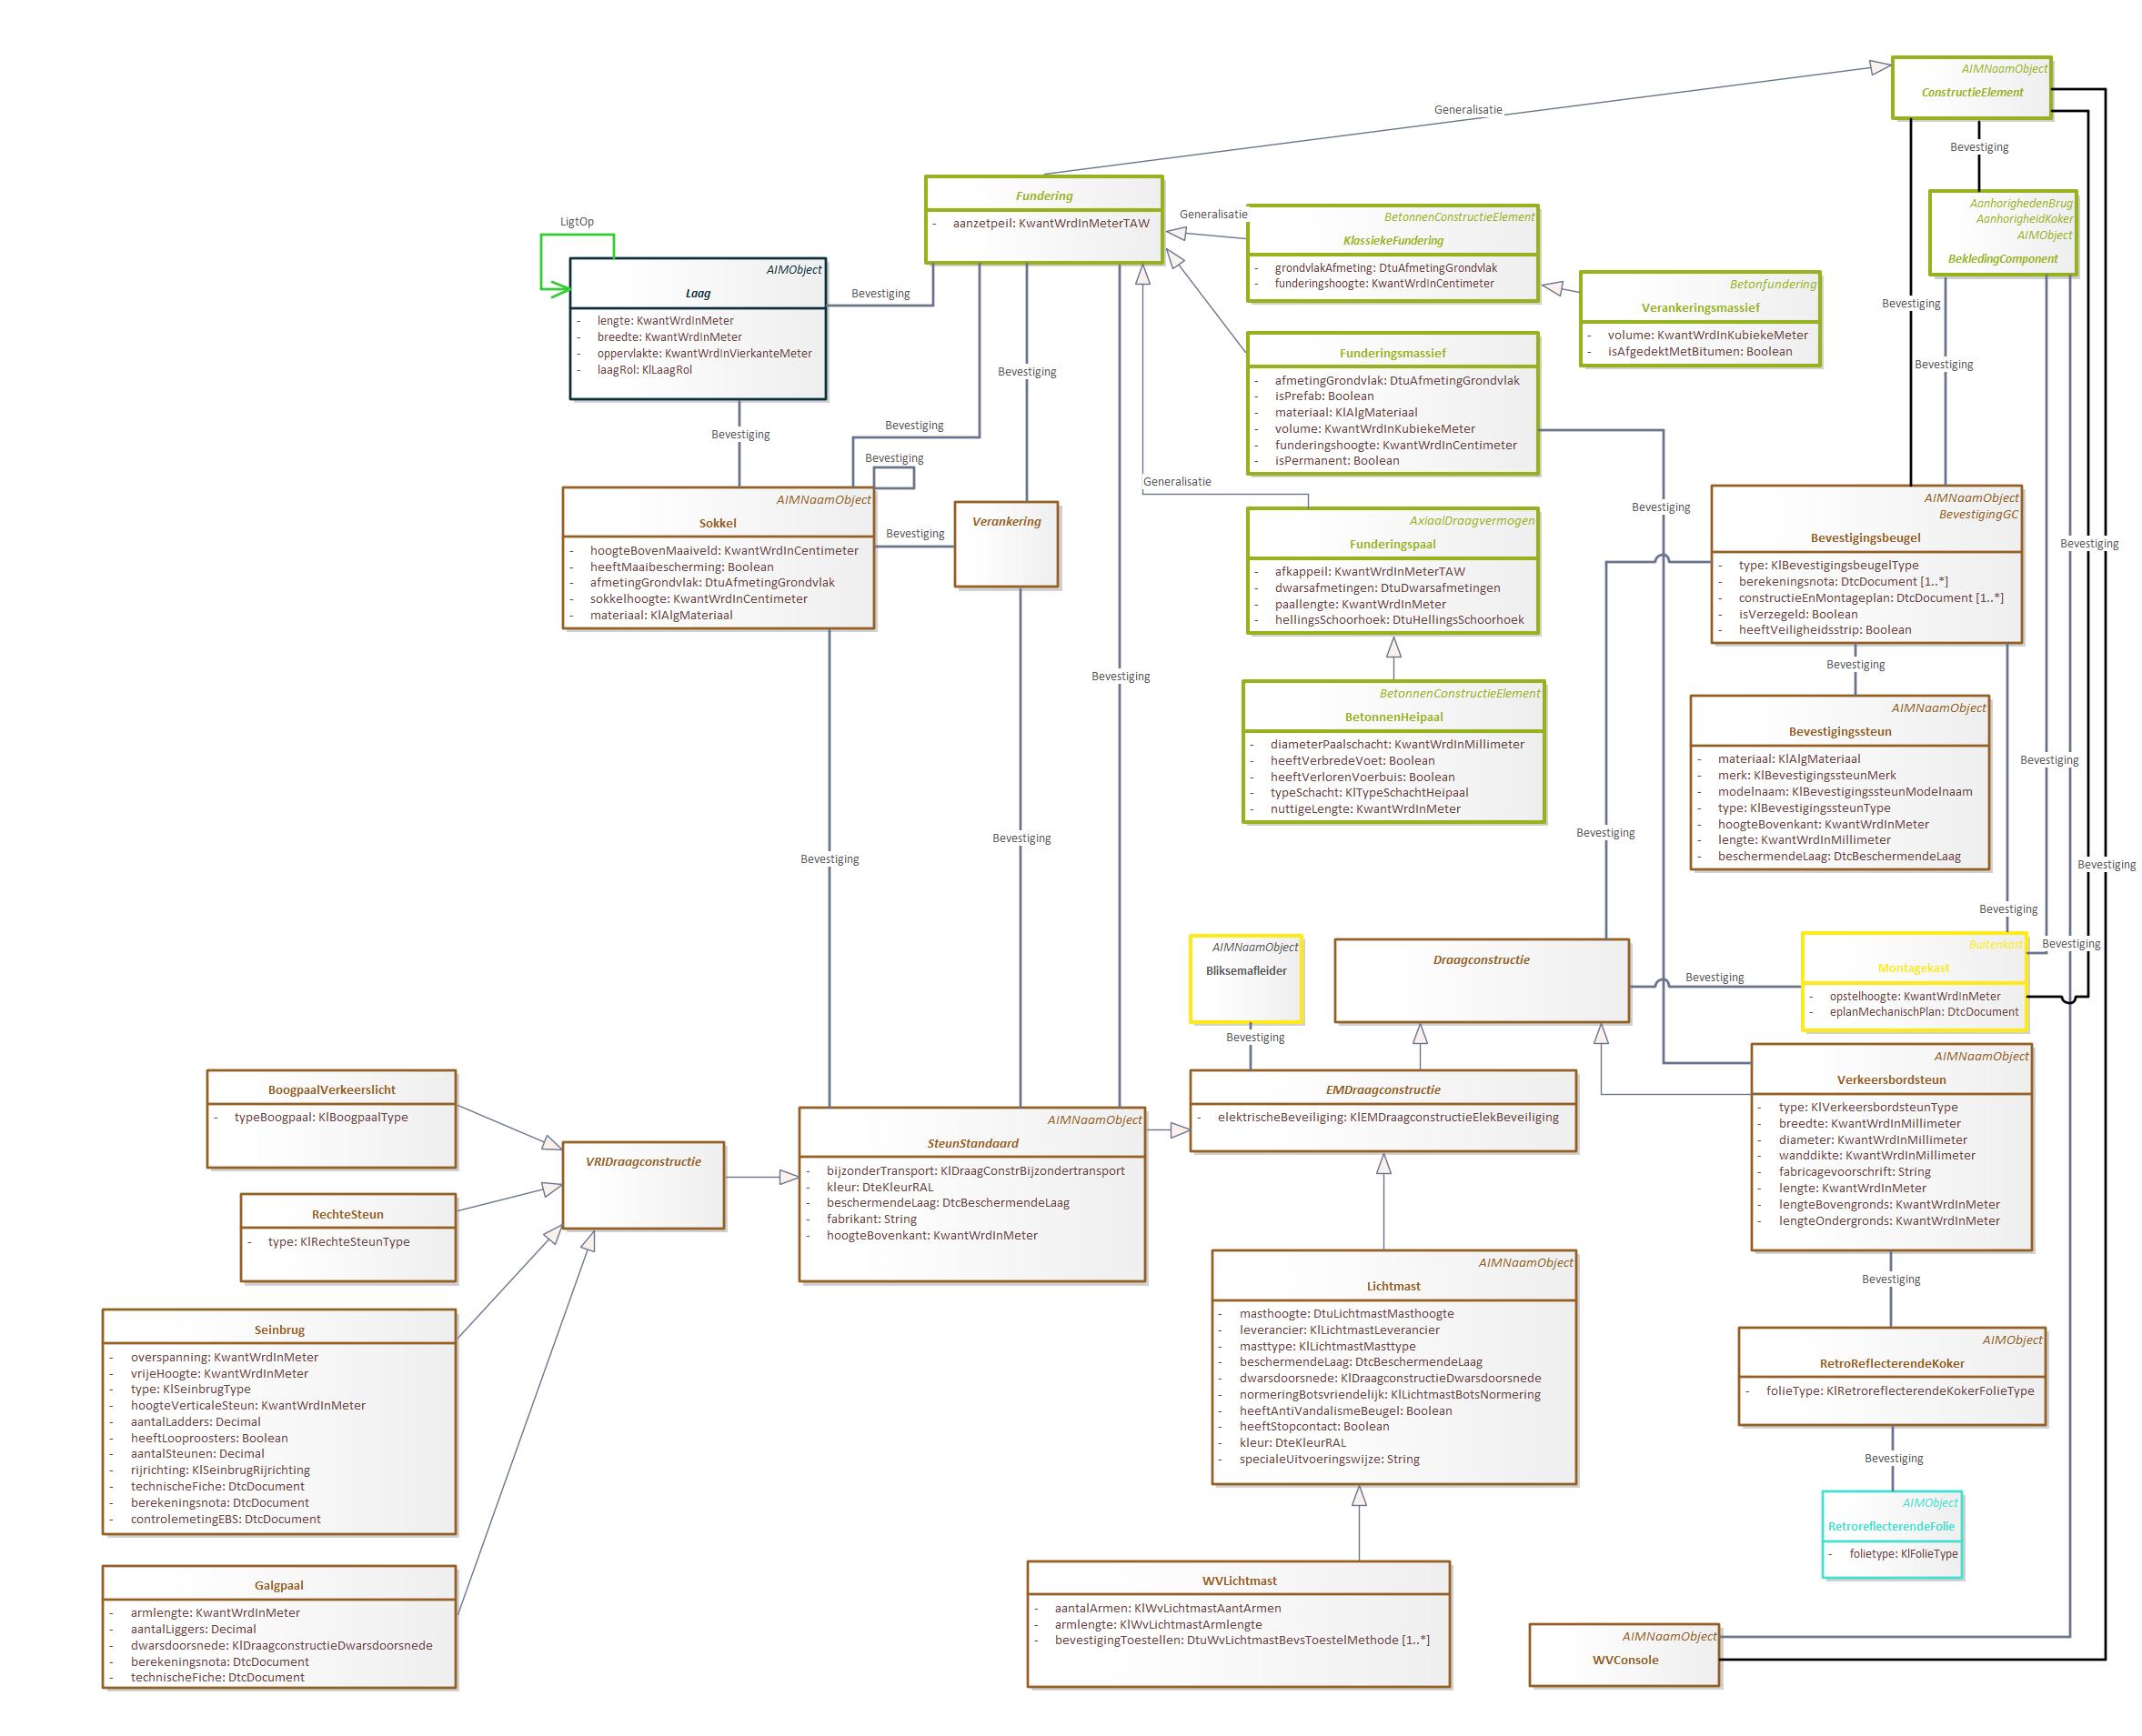 AIMNaamObject
ConstructieElement
Generalisatie
Bevestiging
Fundering
- aanzetpeil: KwantWrdInMeterTAW
AanhorighedenBrug
AanhorigheidKoker
AIMObject
BekledingComponent
Generalisatie
BetonnenConstructieElement
KlassiekeFundering
- grondvlakAfmeting: DtuAfmetingGrondvlak
- funderingshoogte: KwantWrdInCentimeter
LigtOp
AIMObject
Laag
- lengte: KwantWrdInMeter
- breedte: KwantWrdInMeter
- oppervlakte: KwantWrdInVierkanteMeter
- laagRol: KlLaagRol
Bevestiging
Betonfundering
Verankeringsmassief
- volume: KwantWrdInKubiekeMeter
- isAfgedektMetBitumen: Boolean
Bevestiging
Bevestiging
Funderingsmassief
- afmetingGrondvlak: DtuAfmetingGrondvlak
- isPrefab: Boolean
- materiaal: KlAlgMateriaal
- volume: KwantWrdInKubiekeMeter
- funderingshoogte: KwantWrdInCentimeter
- isPermanent: Boolean
Bevestiging
Bevestiging
Bevestiging
Bevestiging
Generalisatie
AIMNaamObject
Sokkel
- hoogteBovenMaaiveld: KwantWrdInCentimeter
- heeftMaaibescherming: Boolean
- afmetingGrondvlak: DtuAfmetingGrondvlak
- sokkelhoogte: KwantWrdInCentimeter
- materiaal: KlAlgMateriaal
Bevestiging
Verankering
Bevestiging
AxiaalDraagvermogen
Funderingspaal
- afkappeil: KwantWrdInMeterTAW
- dwarsafmetingen: DtuDwarsafmetingen
- paallengte: KwantWrdInMeter
- hellingsSchoorhoek: DtuHellingsSchoorhoek
AIMNaamObject
BevestigingGC
Bevestigingsbeugel
- type: KlBevestigingsbeugelType
- berekeningsnota: DtcDocument [1..*]
- constructieEnMontageplan: DtcDocument [1..*]
- isVerzegeld: Boolean
- heeftVeiligheidsstrip: Boolean
Bevestiging
Bevestiging
Bevestiging
BetonnenConstructieElement
BetonnenHeipaal
- diameterPaalschacht: KwantWrdInMillimeter
- heeftVerbredeVoet: Boolean
- heeftVerlorenVoerbuis: Boolean
- typeSchacht: KlTypeSchachtHeipaal
- nuttigeLengte: KwantWrdInMeter
AIMNaamObject
Bevestigingssteun
- materiaal: KlAlgMateriaal
- merk: KlBevestigingssteunMerk
- modelnaam: KlBevestigingssteunModelnaam
- type: KlBevestigingssteunType
- hoogteBovenkant: KwantWrdInMeter
- lengte: KwantWrdInMillimeter
- beschermendeLaag: DtcBeschermendeLaag
Bevestiging
Bevestiging
Bevestiging
Bevestiging
Bevestiging
Bevestiging
Bevestiging
AIMNaamObject
Bliksemafleider
Bevestiging
Draagconstructie
Bevestiging
Buitenkast
Montagekast
- opstelhoogte: KwantWrdInMeter
- eplanMechanischPlan: DtcDocument
BoogpaalVerkeerslicht
- typeBoogpaal: KlBoogpaalType
VRIDraagconstructie
AIMNaamObject
SteunStandaard
- bijzonderTransport: KlDraagConstrBijzondertransport
- kleur: DteKleurRAL
- beschermendeLaag: DtcBeschermendeLaag
- fabrikant: String
- hoogteBovenkant: KwantWrdInMeter
EMDraagconstructie
- elektrischeBeveiliging: KlEMDraagconstructieElekBeveiliging
AIMNaamObject
Verkeersbordsteun
- type: KlVerkeersbordsteunType
- breedte: KwantWrdInMillimeter
- diameter: KwantWrdInMillimeter
- wanddikte: KwantWrdInMillimeter
- fabricagevoorschrift: String
- lengte: KwantWrdInMeter
- lengteBovengronds: KwantWrdInMeter
- lengteOndergronds: KwantWrdInMeter
RechteSteun
- type: KlRechteSteunType
Bevestiging
Seinbrug
- overspanning: KwantWrdInMeter
- vrijeHoogte: KwantWrdInMeter
- type: KlSeinbrugType
- hoogteVerticaleSteun: KwantWrdInMeter
- aantalLadders: Decimal
- heeftLooproosters: Boolean
- aantalSteunen: Decimal
- rijrichting: KlSeinbrugRijrichting
- technischeFiche: DtcDocument
- berekeningsnota: DtcDocument
- controlemetingEBS: DtcDocument
AIMNaamObject
Lichtmast
- masthoogte: DtuLichtmastMasthoogte
- leverancier: KlLichtmastLeverancier
- masttype: KlLichtmastMasttype
- beschermendeLaag: DtcBeschermendeLaag
- dwarsdoorsnede: KlDraagconstructieDwarsdoorsnede
- normeringBotsvriendelijk: KlLichtmastBotsNormering
- heeftAntiVandalismeBeugel: Boolean
- heeftStopcontact: Boolean
- kleur: DteKleurRAL
- specialeUitvoeringswijze: String
AIMObject
RetroReflecterendeKoker
- folieType: KlRetroreflecterendeKokerFolieType
Bevestiging
AIMObject
RetroreflecterendeFolie
- folietype: KlFolieType
Galgpaal
- armlengte: KwantWrdInMeter
- aantalLiggers: Decimal
- dwarsdoorsnede: KlDraagconstructieDwarsdoorsnede
- berekeningsnota: DtcDocument
- technischeFiche: DtcDocument
WVLichtmast
- aantalArmen: KlWvLichtmastAantArmen
- armlengte: KlWvLichtmastArmlengte
- bevestigingToestellen: DtuWvLichtmastBevsToestelMethode [1..*]
AIMNaamObject
WVConsole